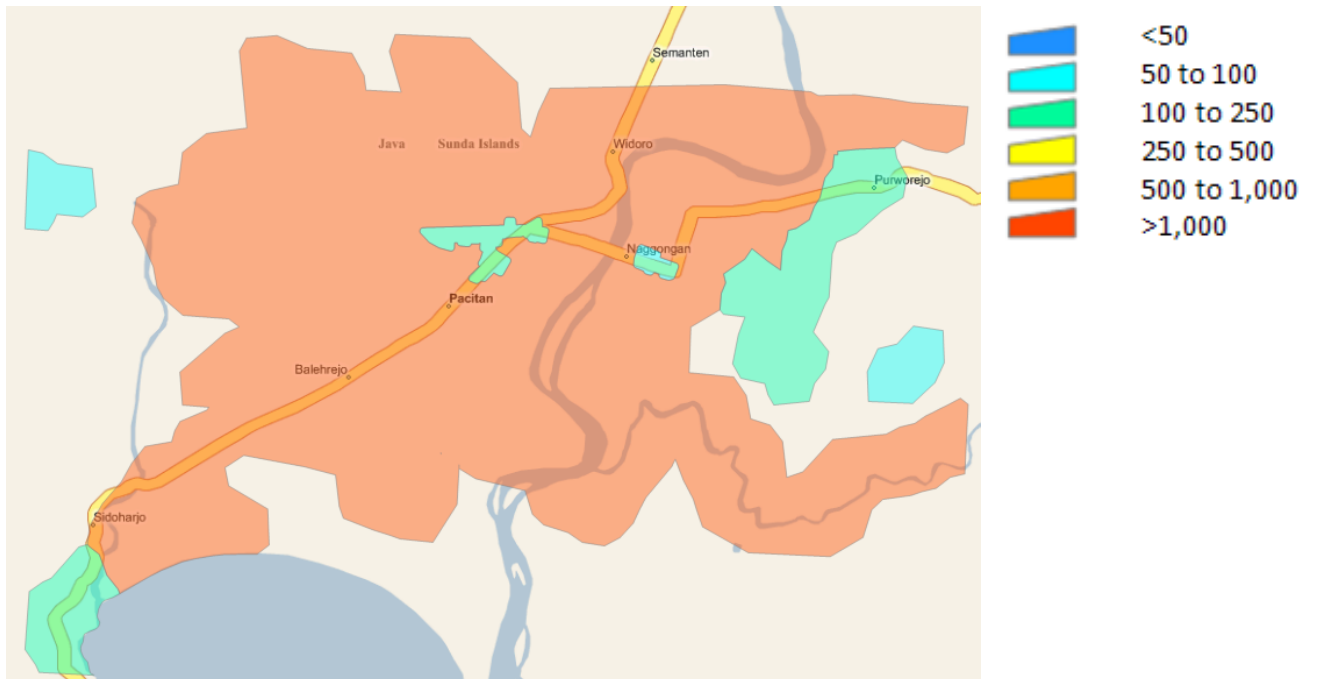 Semanten
Java Sunda Islands
Widoro
Purworejo
Naggongan
Pacitan
Balehrejo
Sidoharjo
<50
50 to 100
100 to 250
250 to 500
500 to 1,000
>1,000